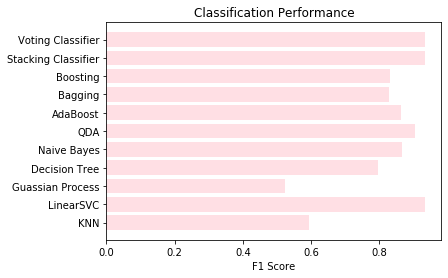 Classification Performance
Voting Classifier
Stacking Classifier
Boosting
Bagging
AdaBoost
QDA
Naive Bayes
Decision Tree
Guassian Process
LinearSVC
KNN
0.0 0.2 0.4 0.6 0.8
F1 Score